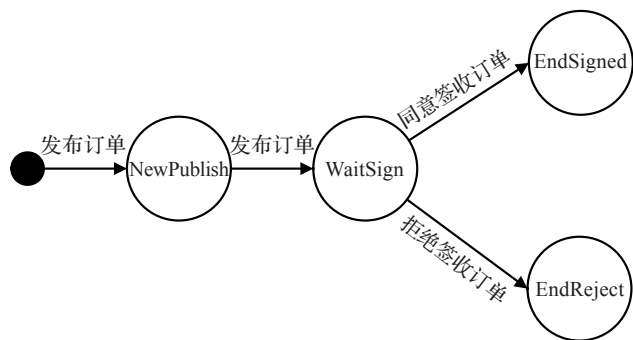 发布订单
NewPublish
发布订单
WaitSign
同意签收订单
EndSigned
拒绝签收订单
EndReject